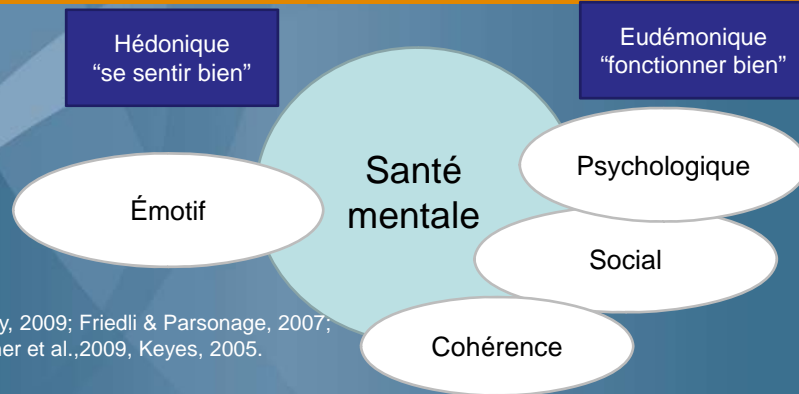 Hédonique
“se sentir bien”
Eudémonique
“fonctionner bien”
Santé
mentale
Émotif
Psychologique
Social
Cohérence
2009; Friedli & Parsonage, 2007;
et al.,2009, Keyes, 2005.